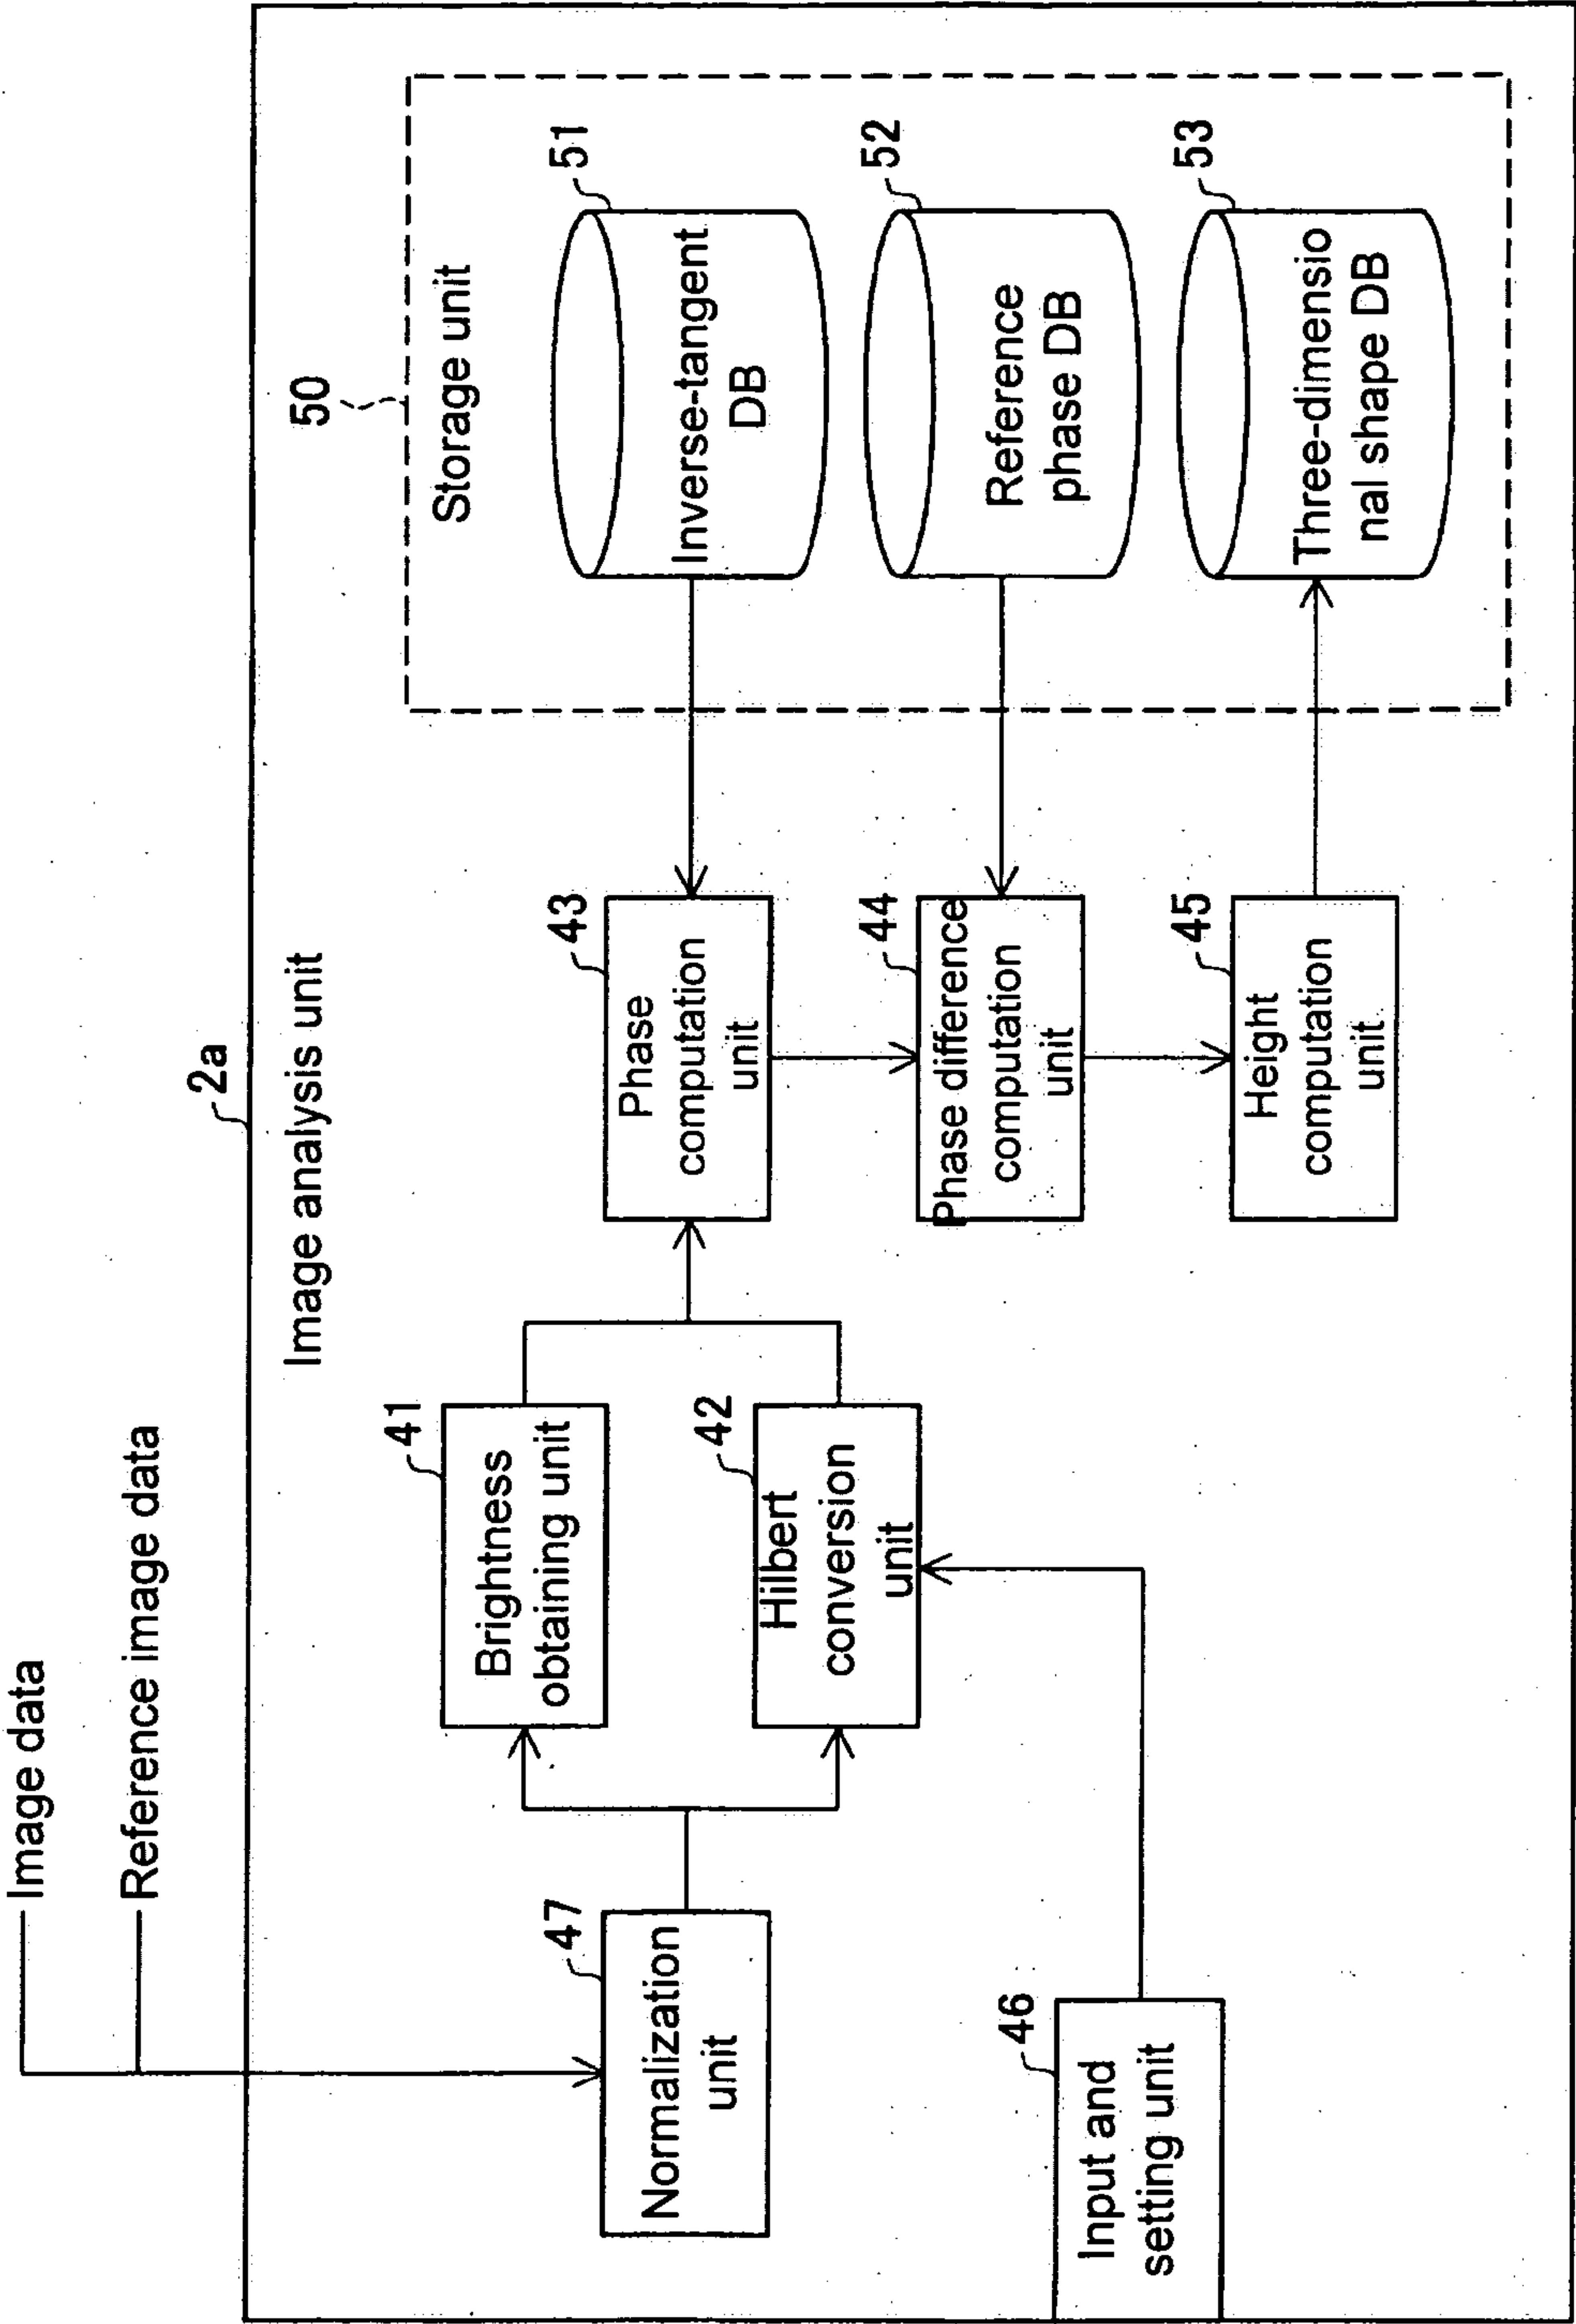 Image data
Reference image data
2a
Image analysis unit
50
Storage unit
47
Normalization
unit
41
Brightness
obtaining unit
42
Hilbert
conversion
unit
46
Input and
setting unit
43
Phase
computation
unit
44
Phase difference
computation
unit
45
Height
computation
unit
51
Inverse-tangent
DB
52
Reference
phase DB
53
Three-dimensio
nal shape DB